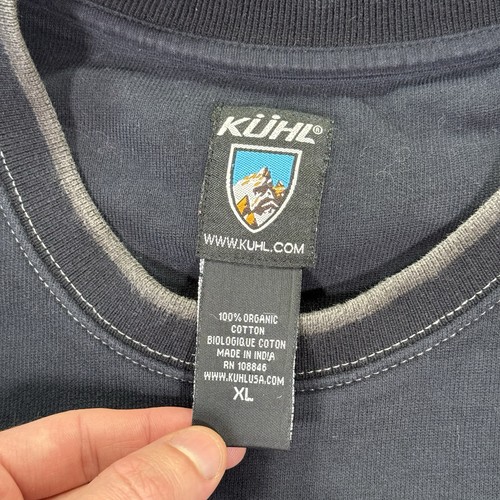 KÜHL®
WWW.KUHL.COM
100% ORGANIC
COTTON
BIOLOGIQUE COTON
MADE IN INDIA
RN 108846
WWW.KUHLUSA.COM
XL